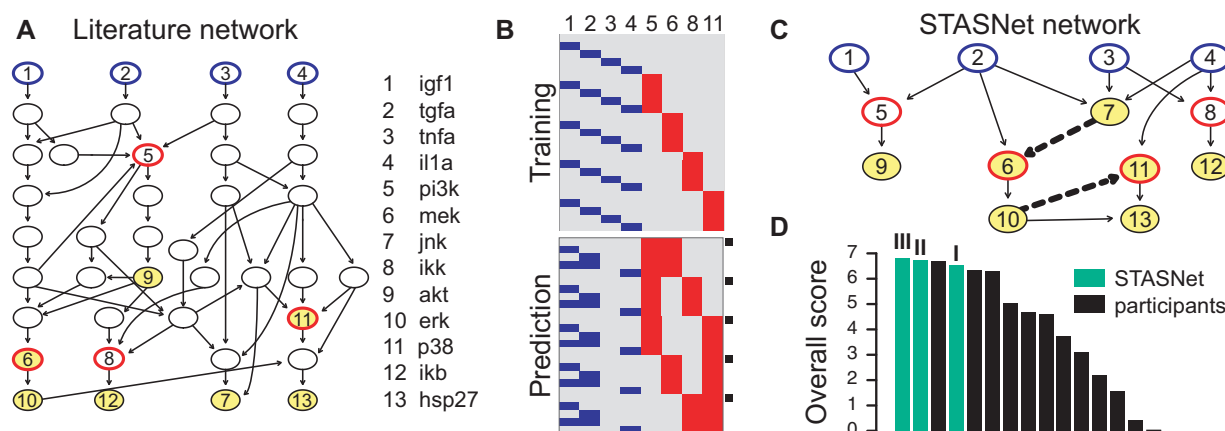 A Literature network
1 2 3 4
5
9
11
6 8
10 12 7 13
1 igf1
2 tgfa
3 tnfa
4 il1a
5 pi3k
6 mek
7 jnk
8 ikk
9 akt
10 erk
11 p38
12 ikb
13 hsp27
B
1 2 3 4 5 6 8 11
Training
Prediction
C STASNet network
1 2 3 4
5 7 8
9 6 11 12
10 13
D
III II I
STASNet
participants
Overall score
7
6
5
4
3
2
1
0